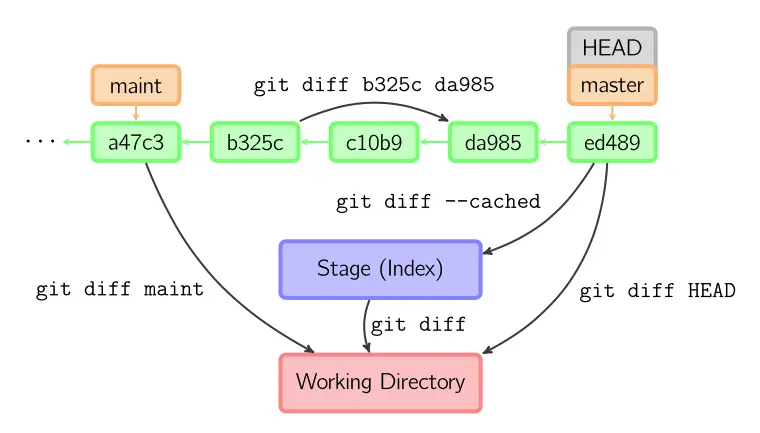 HEAD
maint
git diff b325c da985
master
...
a47c3
b325c
c10b9
da985
ed489
git diff --cached
Stage (Index)
git diff maint
git diff HEAD
git diff
Working Directory